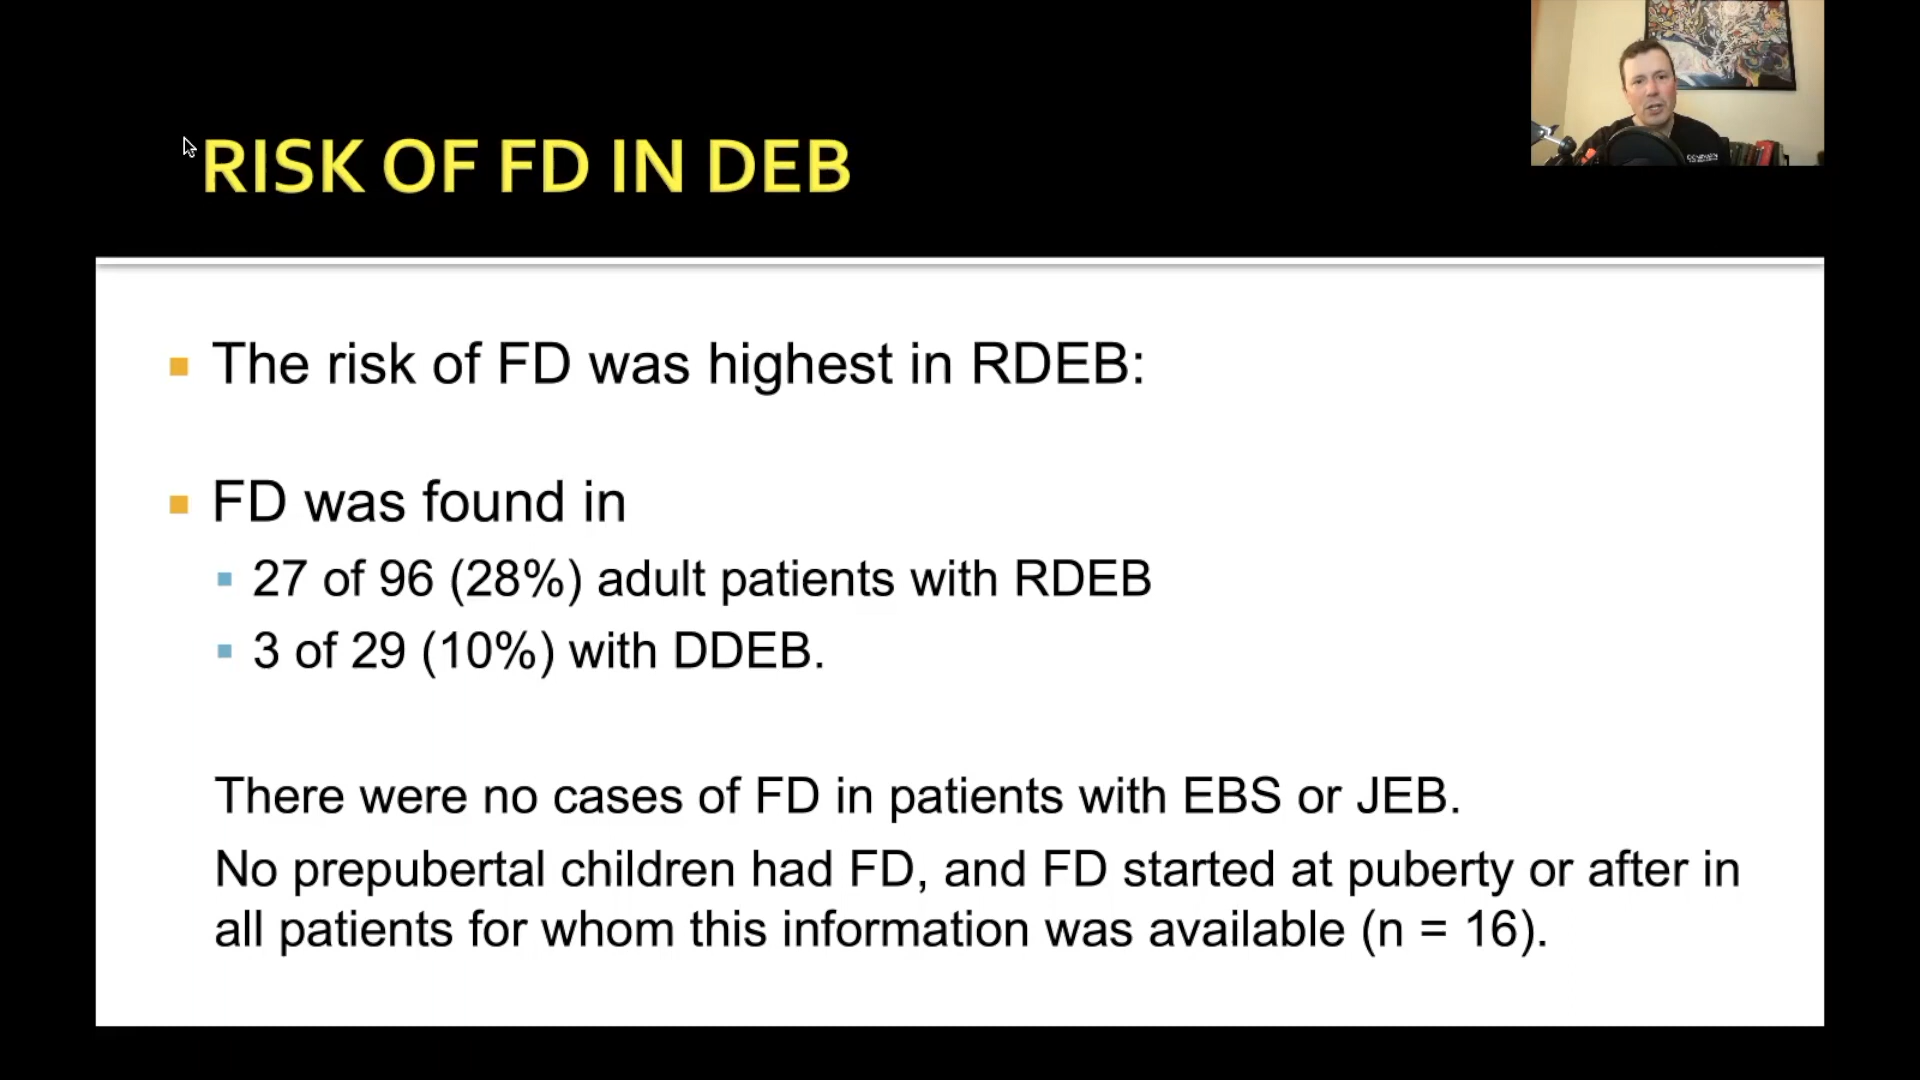 RISK OF FD IN DEB
The risk of FD was highest in RDEB:
FD was found in
27 of 96 (28%) adult patients with RDEB
3 of 29 (10%) with DDEB.
There were no cases of FD in patients with EBS or JEB.
No prepubertal children had FD, and FD started at puberty or after in
all patients for whom this information was available (n = 16).